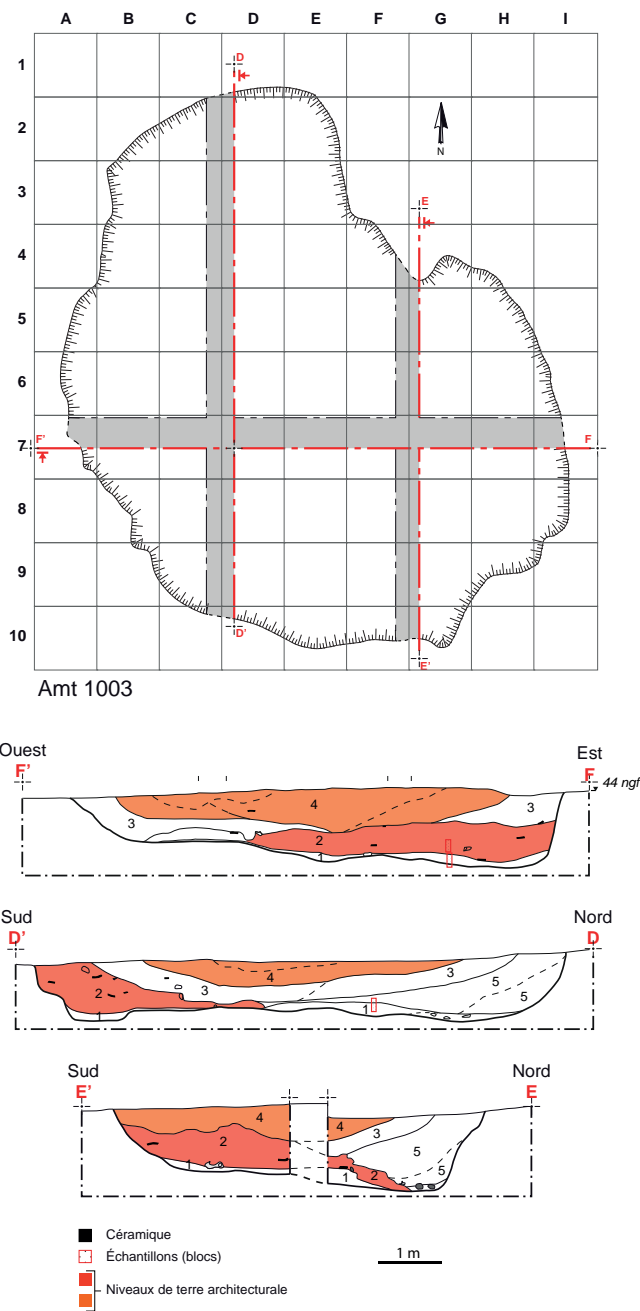 A B C D E F G H I
1
D
2
N
3
E
4
5
6
F' 7 F
8
9
10
D'
E'
Amt 1003
Ouest Est
F' F
44 ngf
4
3 3
2
1
Sud Nord
D' D
4
3 3
2 5
1 1 5
Sud Nord
E' E
4 4
2 3
5
1 1 2 5
Céramique
Échantillons (blocs)
1 m
Niveaux de terre architecturale